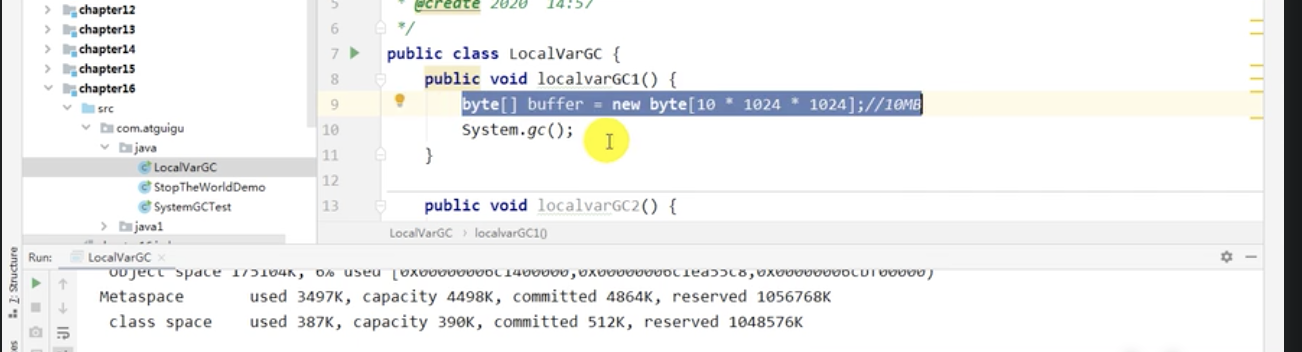 chapter12
chapter13
chapter14
chapter15
chapter16
src
com.atguigu
java
LocalVarGC
StopTheWorldDemo
SystemGCTest
java1
5 * @create 2020 14:57
6 */
7 public class LocalVarGC {
8 public void localvarGC1() {
9 byte[] buffer = new byte[10 * 1024 * 1024];//10MB
10 System.gc();
11 }
12
13 public void localvarGC2() {
LocalVarGC > localvarGC1()
Z: Structure
Run: LocalVarGC ×
object space 175104K, 6% used [0x00000006c1400000,0x00000006c1ea55c8,0x00000006cbf00000)
Metaspace used 3497K, capacity 4498K, committed 4864K, reserved 1056768K
class space used 387K, capacity 390K, committed 512K, reserved 1048576K